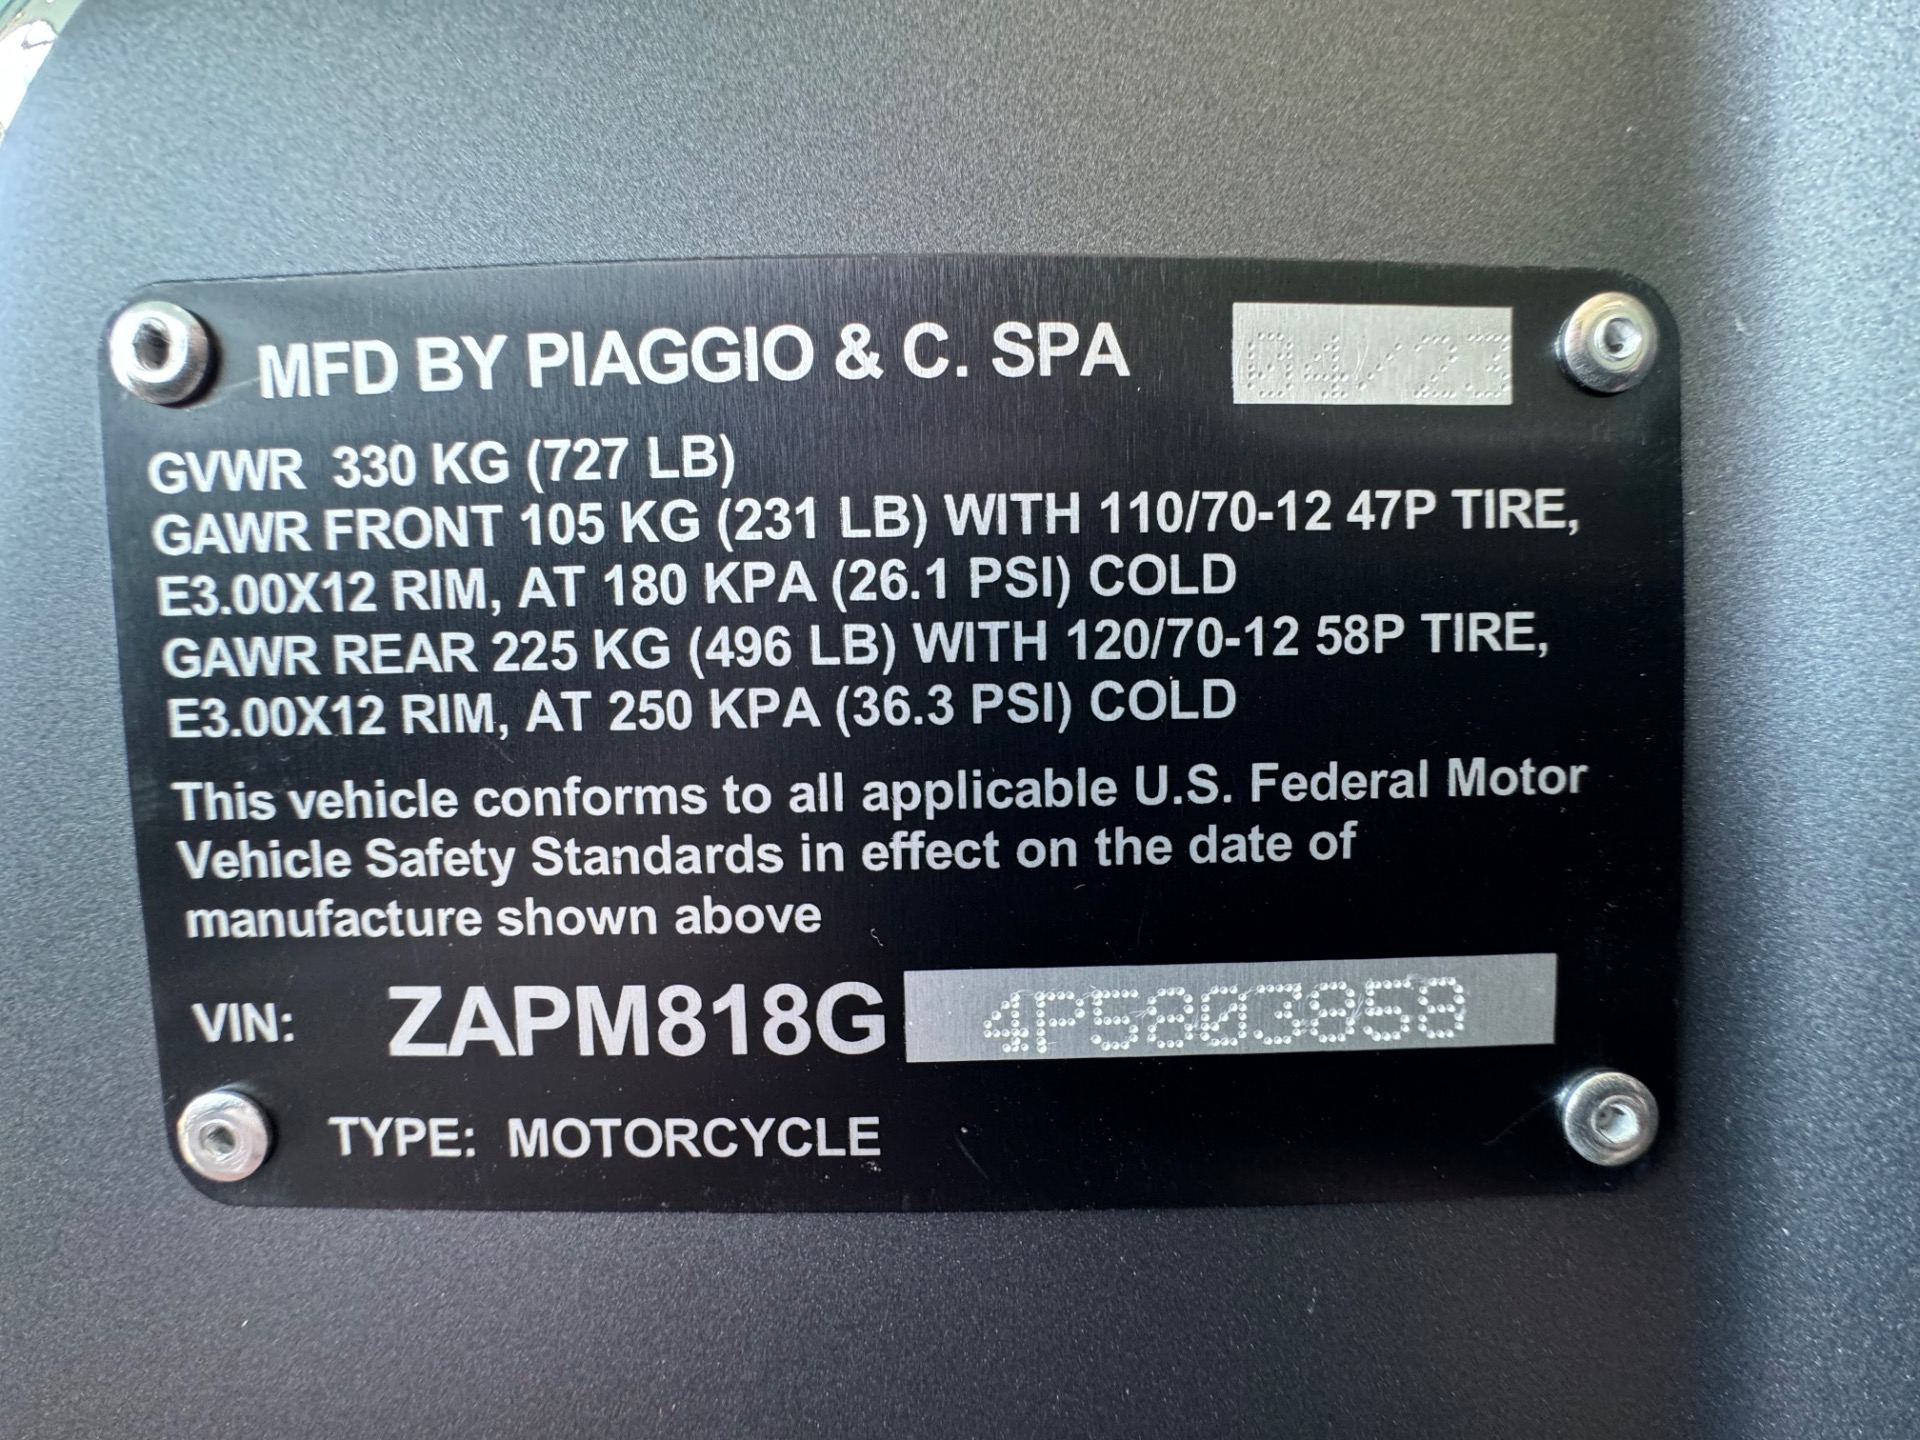 MFD BY PIAGGIO & C. SPA 04/23
GVWR 330 KG (727 LB)
GAWR FRONT 105 KG (231 LB) WITH 110/70-12 47P TIRE,
E3.00X12 RIM, AT 180 KPA (26.1 PSI) COLD
GAWR REAR 225 KG (496 LB) WITH 120/70-12 58P TIRE,
E3.00X12 RIM, AT 250 KPA (36.3 PSI) COLD
This vehicle conforms to all applicable U.S. Federal Motor
Vehicle Safety Standards in effect on the date of
manufacture shown above
VIN: ZAPM818G 4P5803858
TYPE: MOTORCYCLE